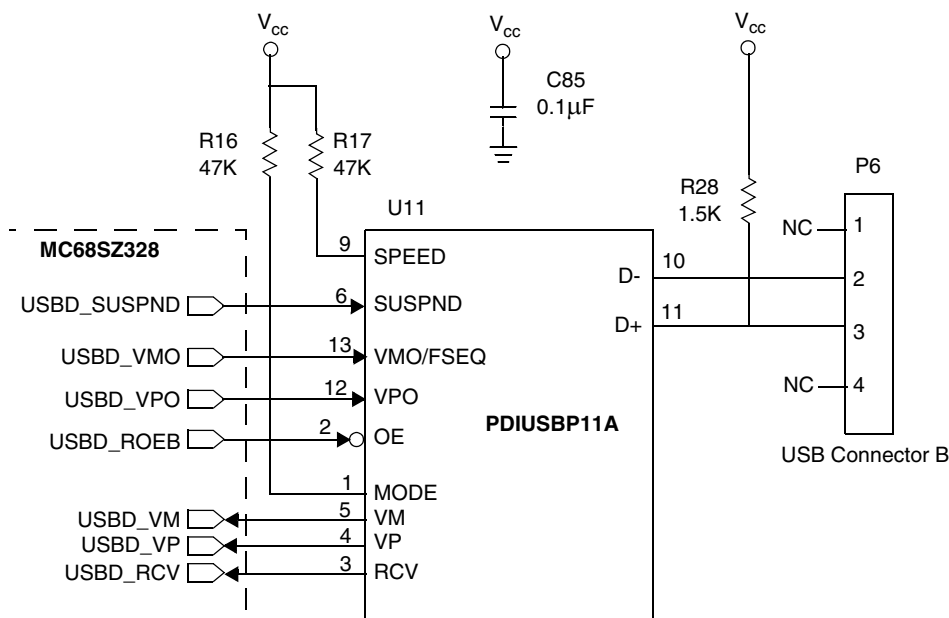 Vcc
Vcc
Vcc
C85
0.1μF
R16
47K
R17
47K
R28
1.5K
P6
U11
MC68SZ328
9 SPEED
D- 10
NC 1
2
USBD_SUSPND 6 SUSPND
D+ 11
3
USBD_VMO 13 VMO/FSEQ
USBD_VPO 12 VPO
NC 4
PDIUSBP11A
USBD_ROEB 2 OE
USB Connector B
1 MODE
USBD_VM 5 VM
USBD_VP 4 VP
USBD_RCV 3 RCV